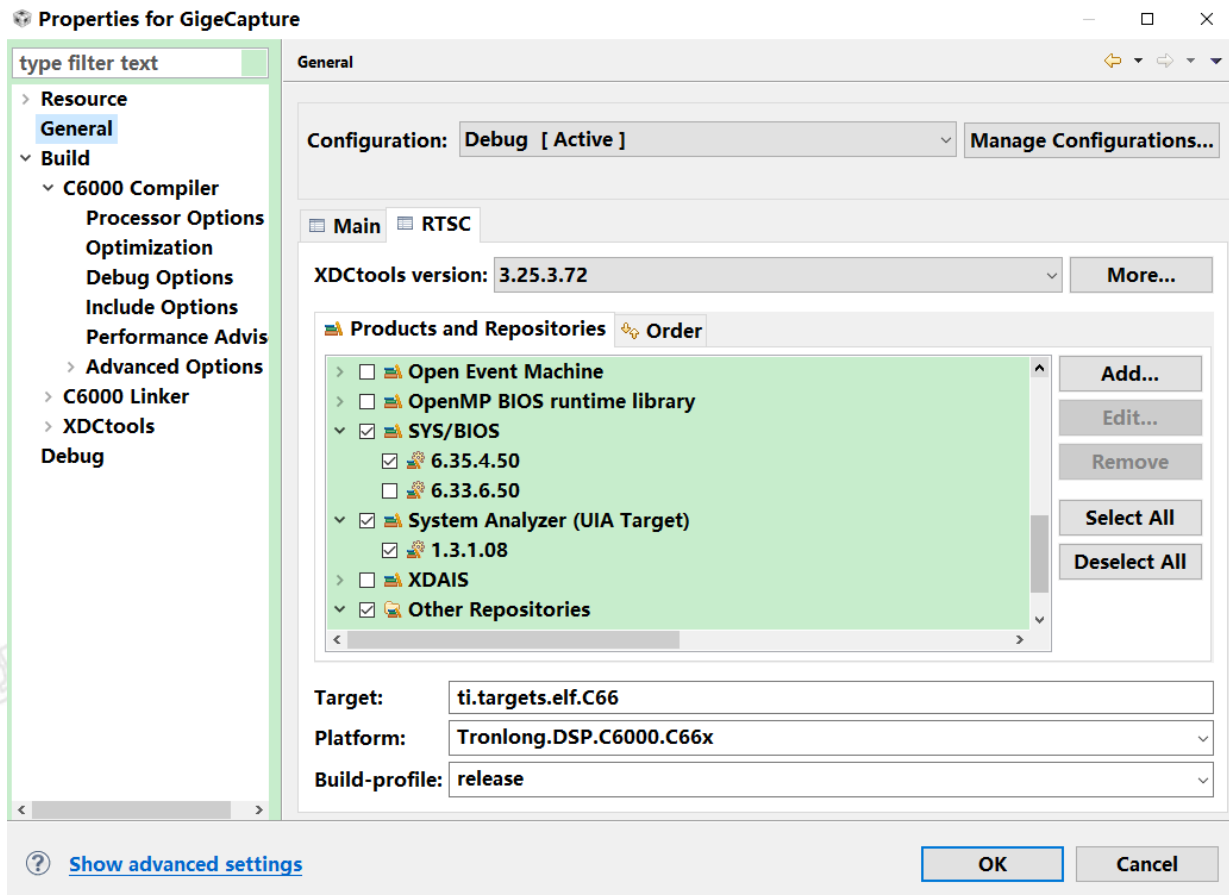 Properties for GigeCapture
type filter text
General
Resource
General
Build
C6000 Compiler
Processor Options
Optimization
Debug Options
Include Options
Performance Advis
Advanced Options
C6000 Linker
XDCtools
Debug
Configuration:
Debug [ Active ]
Manage Configurations...
Main
RTSC
XDCtools version:
3.25.3.72
More...
Products and Repositories
Order
Open Event Machine
OpenMP BIOS runtime library
SYS/BIOS
6.35.4.50
6.33.6.50
System Analyzer (UIA Target)
1.3.1.08
XDAIS
Other Repositories
Add...
Edit...
Remove
Select All
Deselect All
Target:
ti.targets.elf.C66
Platform:
Tronlong.DSP.C6000.C66x
Build-profile:
release
Show advanced settings
OK
Cancel